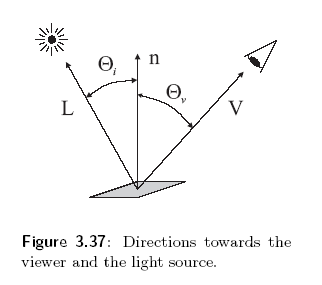 Θi n
Θv
L V
Figure 3.37: Directions towards the
viewer and the light source.